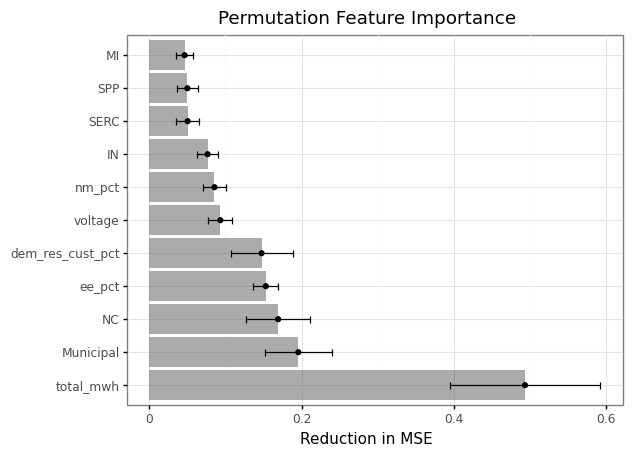 Permutation Feature Importance
MI
SPP
SERC
IN
nm_pct
voltage
dem_res_cust_pct
ee_pct
NC
Municipal
total_mwh
0 0.2 0.4 0.6
Reduction in MSE